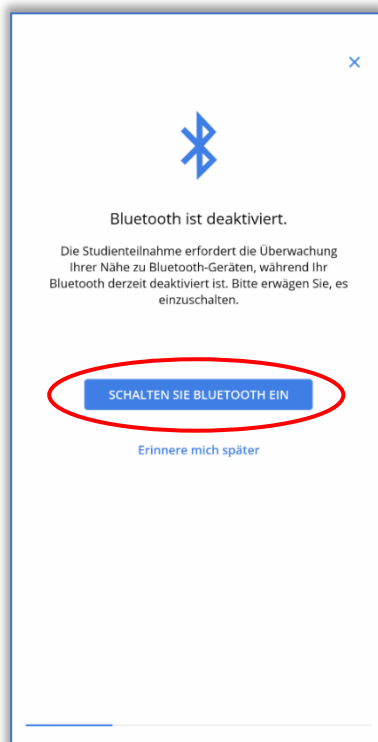 Bluetooth ist deaktiviert.
Die Studienteilnahme erfordert die Überwachung
Ihrer Nähe zu Bluetooth-Geräten, während Ihr
Bluetooth derzeit deaktiviert ist. Bitte erwägen Sie, es
einzuschalten.
SCHALTEN SIE BLUETOOTH EIN
Erinnere mich später